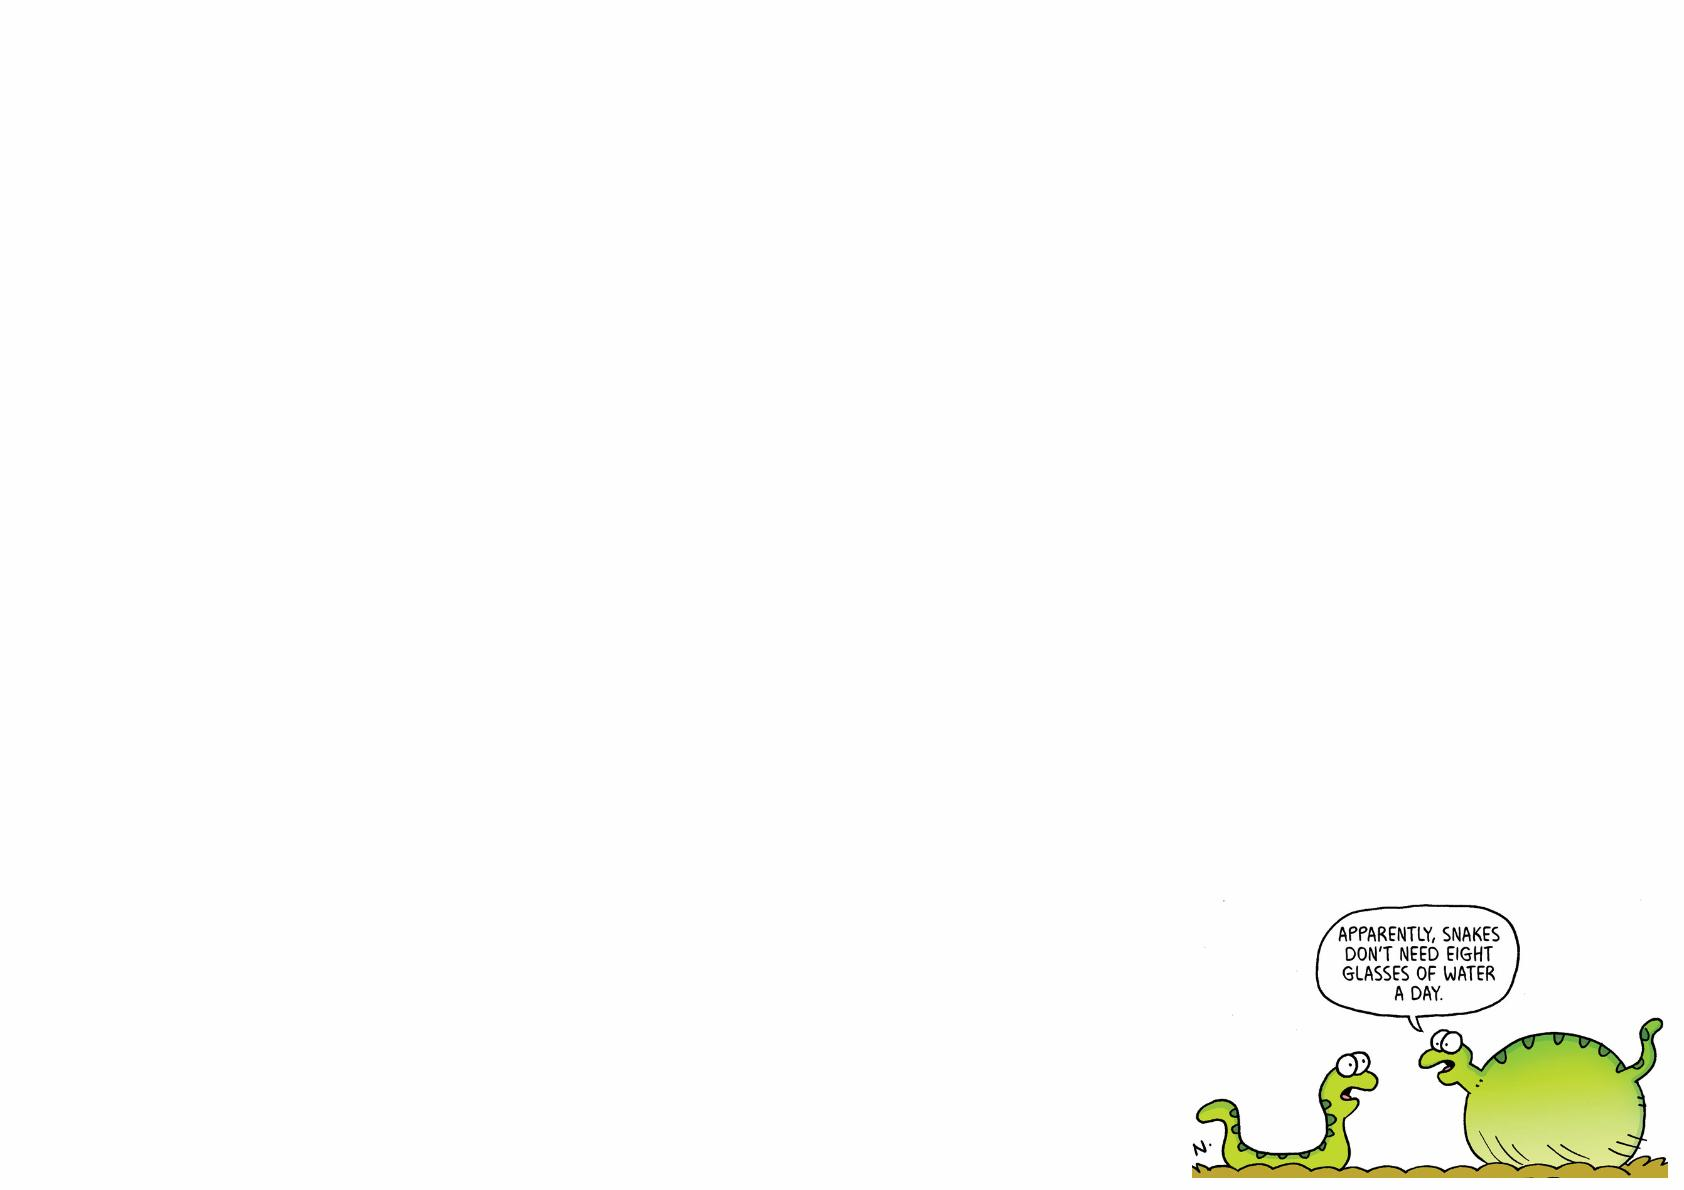 APPARENTLY, SNAKES
DON'T NEED EIGHT
GLASSES OF WATER
A DAY.